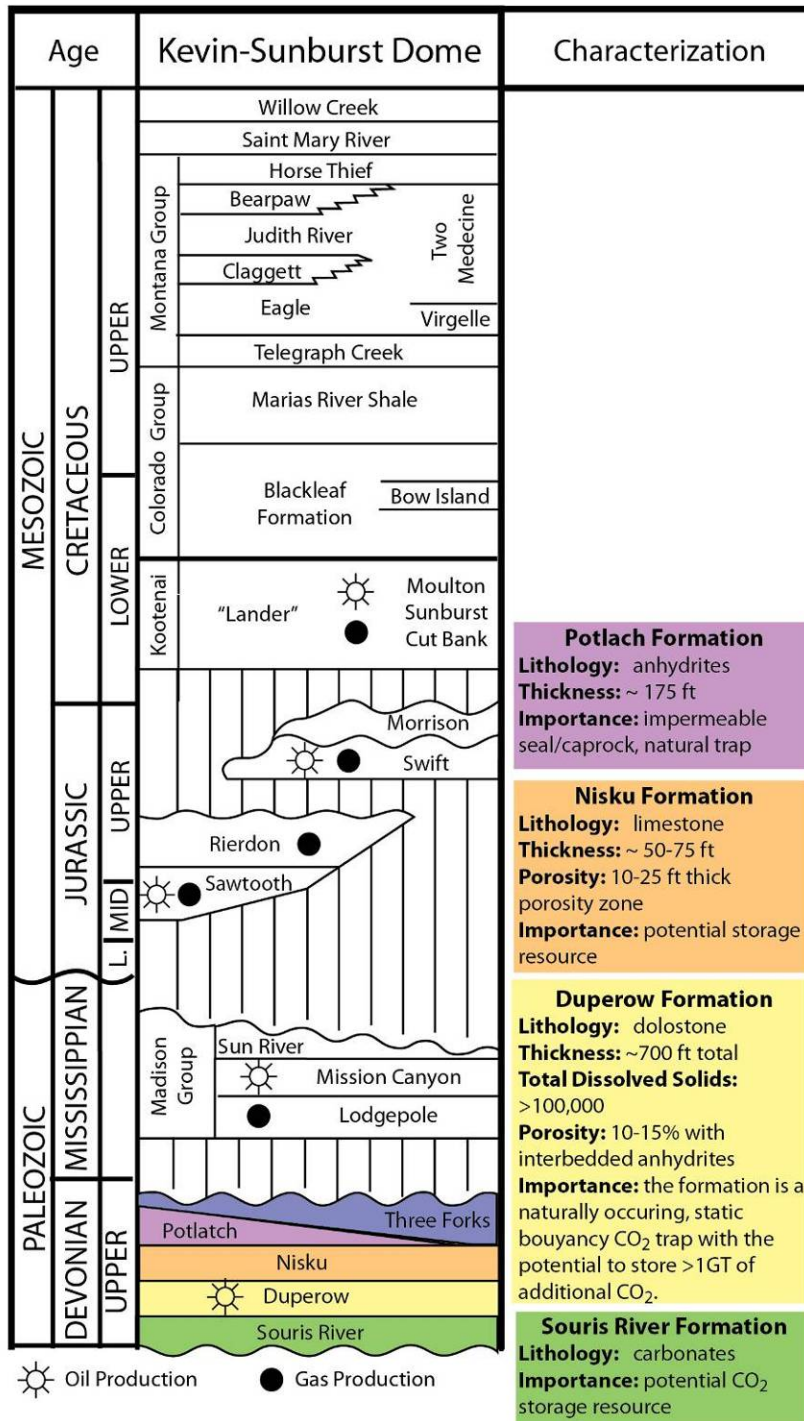 Age
Kevin-Sunburst Dome
Characterization
MESOZOIC
CRETACEOUS
UPPER
LOWER
Montana Group
Colorado Group
Kootenai
Willow Creek
Saint Mary River
Horse Thief
Bearpaw
Judith River
Claggett
Eagle
Two
Medecine
Virgelle
Telegraph Creek
Marias River Shale
Blackleaf
Formation
Bow Island
"Lander"
Moulton
Sunburst
Cut Bank
JURASSIC
UPPER
MID
L.
Morrison
Swift
Rierdon
Sawtooth
PALEOZOIC
MISSISSIPPIAN
Madison
Group
Sun River
Mission Canyon
Lodgepole
DEVONIAN
UPPER
Three Forks
Potlatch
Nisku
Duperow
Souris River
Oil Production
Gas Production
Potlach Formation
Lithology: anhydrites
Thickness: ~ 175 ft
Importance: impermeable
seal/caprock, natural trap
Nisku Formation
Lithology: limestone
Thickness: ~ 50-75 ft
Porosity: 10-25 ft thick
porosity zone
Importance: potential storage
resource
Duperow Formation
Lithology: dolostone
Thickness: ~700 ft total
Total Dissolved Solids:
>100,000
Porosity: 10-15% with
interbedded anhydrites
Importance: the formation is a
naturally occuring, static
bouyancy CO₂ trap with the
potential to store >1GT of
additional CO₂.
Souris River Formation
Lithology: carbonates
Importance: potential CO₂
storage resource